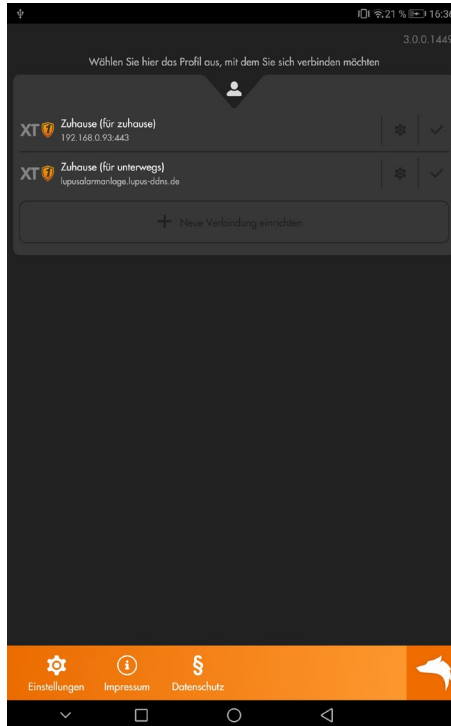 21 % 16:36
3.0.0.1449
Wählen Sie hier das Profil aus, mit dem Sie sich verbinden möchten
XT 1 Zuhause (für zuhause)
192.168.0.93:443
XT 1 Zuhause (für unterwegs)
lupusalarmanlage.lupus-ddns.de
+ Neue Verbindung einrichten
Einstellungen Impressum § Datenschutz